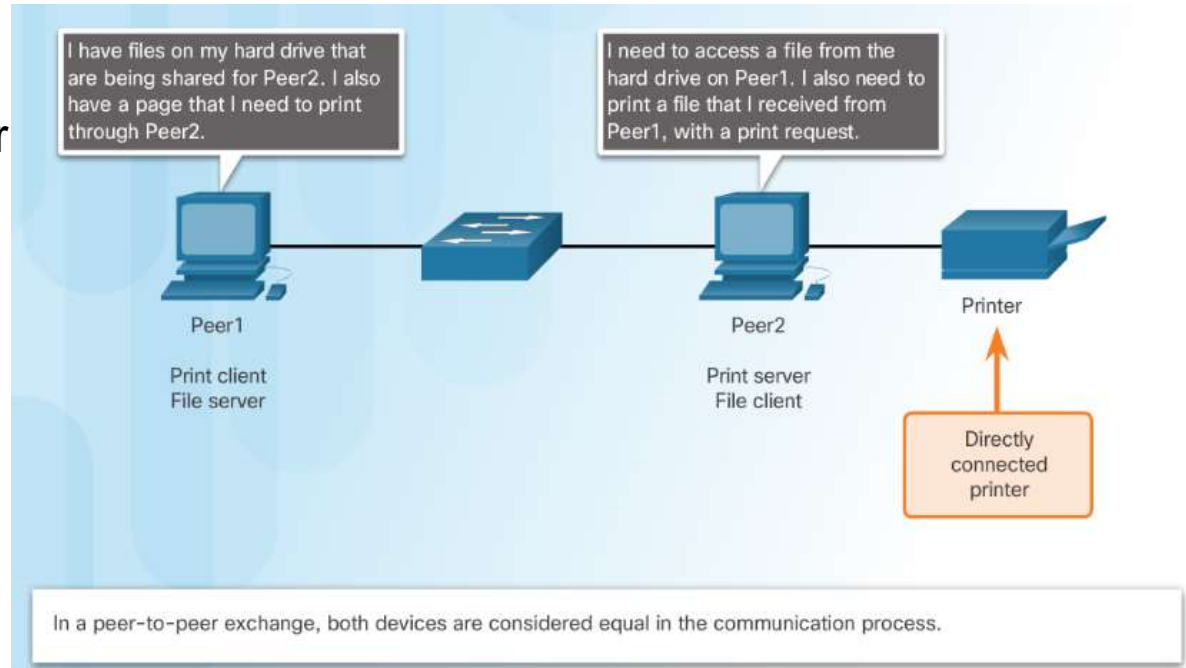 I have files on my hard drive that
are being shared for Peer2. I also
have a page that I need to print
through Peer2.
I need to access a file from the
hard drive on Peer1. I also need to
print a file that I received from
Peer1, with a print request.
r
Peer1
Print client
File server
Peer2
Print server
File client
Printer
Directly
connected
printer
In a peer-to-peer exchange, both devices are considered equal in the communication process.